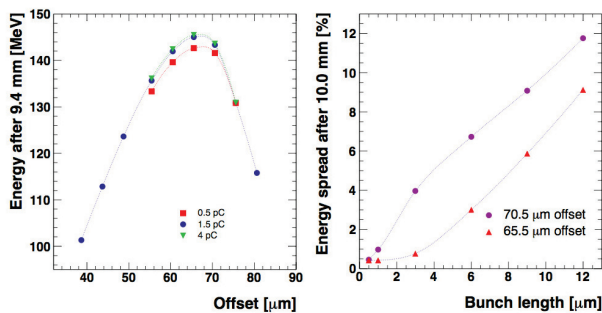 Energy after 9.4 mm [MeV]
150
140
130
120
110
100
30 40 50 60 70 80 90
Offset [μm]
0.5 pC
1.5 pC
4 pC
Energy spread after 10.0 mm [%]
12
10
8
6
4
2
0
0 2 4 6 8 10 12
Bunch length [μm]
70.5 μm offset
65.5 μm offset